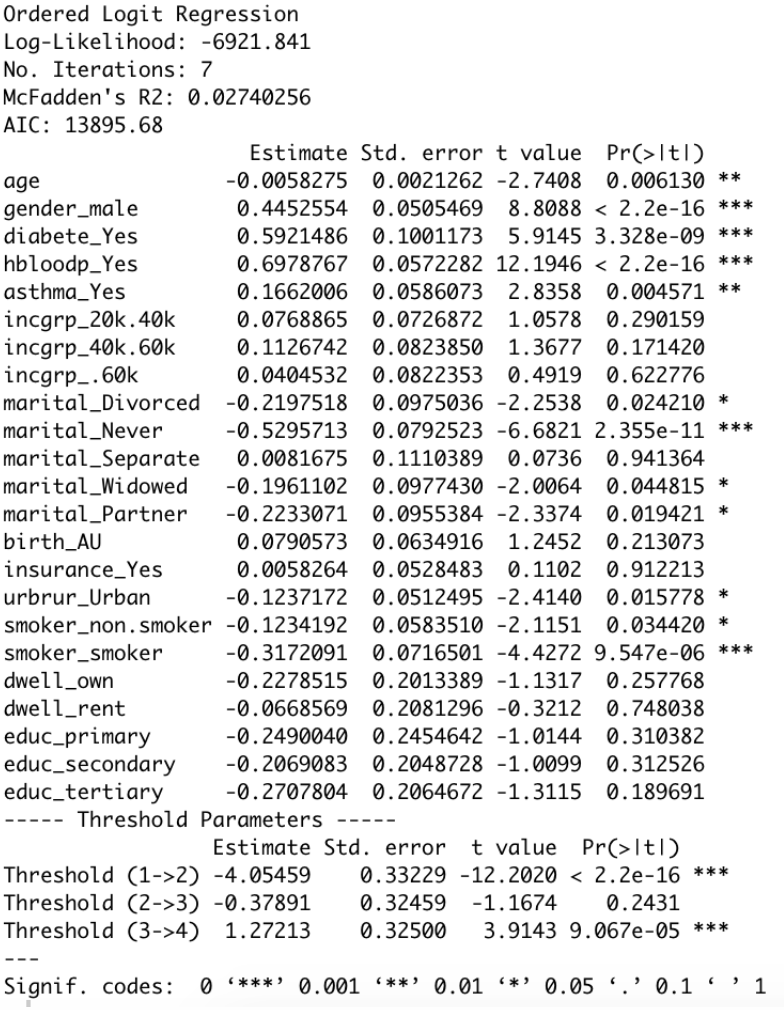 Ordered Logit Regression
Log-Likelihood: -6921.841
No. Iterations: 7
McFadden's R2: 0.02740256
AIC: 13895.68
Estimate Std. error t value Pr(>|t|)
age -0.0058275 0.0021262 -2.7408 0.006130 **
gender_male 0.4452554 0.0505469 8.8088 < 2.2e-16 ***
diabete_Yes 0.5921486 0.1001173 5.9145 3.328e-09 ***
hbloodp_Yes 0.6978767 0.0572282 12.1946 < 2.2e-16 ***
asthma_Yes 0.1662006 0.0586073 2.8358 0.004571 **
incgrp_20k.40k 0.0768865 0.0726872 1.0578 0.290159
incgrp_40k.60k 0.1126742 0.0823850 1.3677 0.171420
incgrp_.60k 0.0404532 0.0822353 0.4919 0.622776
marital_Divorced -0.2197518 0.0975036 -2.2538 0.024210 *
marital_Never -0.5295713 0.0792523 -6.6821 2.355e-11 ***
marital_Separate 0.0081675 0.1110389 0.0736 0.941364
marital_Widowed -0.1961102 0.0977430 -2.0064 0.044815 *
marital_Partner -0.2233071 0.0955384 -2.3374 0.019421 *
birth_AU 0.0790573 0.0634916 1.2452 0.213073
insurance_Yes 0.0058264 0.0528483 0.1102 0.912213
urbrur_Urban -0.1237172 0.0512495 -2.4140 0.015778 *
smoker_non.smoker -0.1234192 0.0583510 -2.1151 0.034420 *
smoker_smoker -0.3172091 0.0716501 -4.4272 9.547e-06 ***
dwell_own -0.2278515 0.2013389 -1.1317 0.257768
dwell_rent -0.0668569 0.2081296 -0.3212 0.748038
educ_primary -0.2490040 0.2454642 -1.0144 0.310382
educ_secondary -0.2069083 0.2048728 -1.0099 0.312526
educ_tertiary -0.2707804 0.2064672 -1.3115 0.189691
----- Threshold Parameters -----
Estimate Std. error t value Pr(>|t|)
Threshold (1->2) -4.05459 0.33229 -12.2020 < 2.2e-16 ***
Threshold (2->3) -0.37891 0.32459 -1.1674 0.2431
Threshold (3->4) 1.27213 0.32500 3.9143 9.067e-05 ***
---
Signif. codes: 0 ‘***’ 0.001 ‘**’ 0.01 ‘*’ 0.05 ‘.’ 0.1 ‘ ’ 1